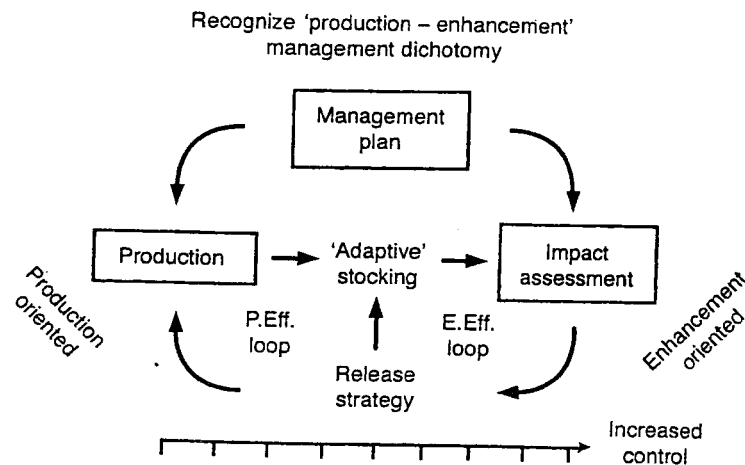 Recognize ‘production – enhancement’
management dichotomy
Management
plan
Production
‘Adaptive’
stocking
Impact
assessment
Production
oriented
P.Eff.
loop
E.Eff.
loop
Enhancement
oriented
Release
strategy
Increased
control